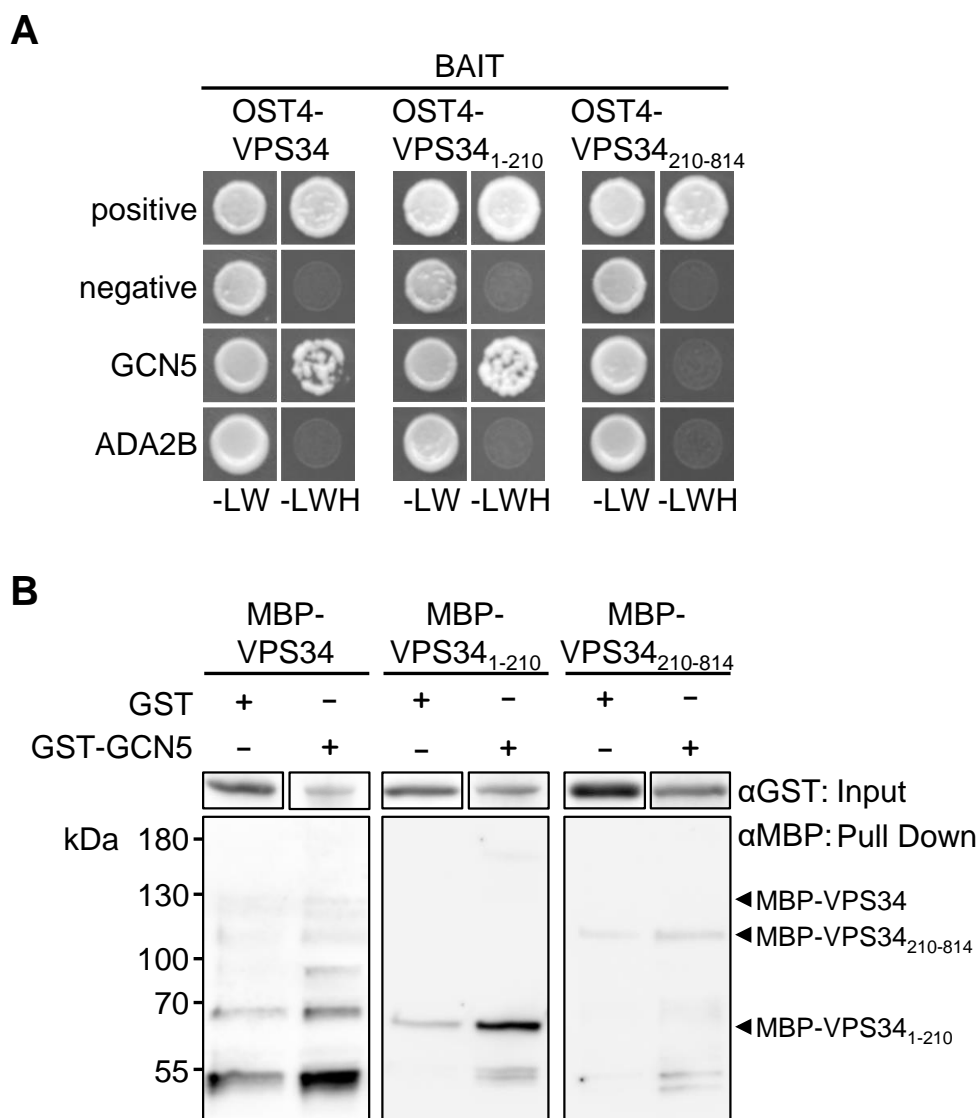 A
BAIT
OST4-VPS34 OST4-VPS34₁₋₂₁₀ OST4-VPS34₂₁₀₋₈₁₄
positive
negative
GCN5
ADA2B
-LW -LWH -LW -LWH -LW -LWH
B
MBP-VPS34 MBP-VPS34₁₋₂₁₀ MBP-VPS34₂₁₀₋₈₁₄
GST + – + – + –
GST-GCN5 – + – + – +
αGST: Input
kDa 180 αMBP: Pull Down
130 ◄MBP-VPS34
◄MBP-VPS34₂₁₀₋₈₁₄
100
70
◄MBP-VPS34₁₋₂₁₀
55